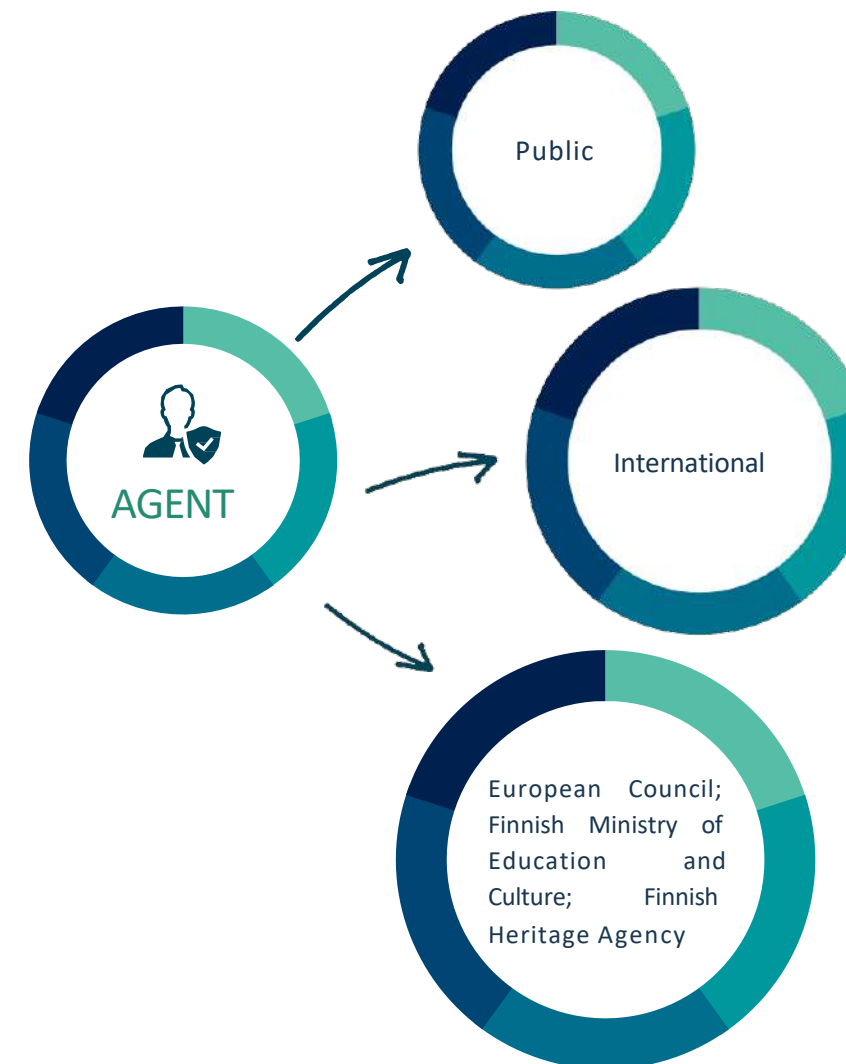 Public
AGENT
International
European Council;
Finnish Ministry of
Education and
Culture; Finnish
Heritage Agency